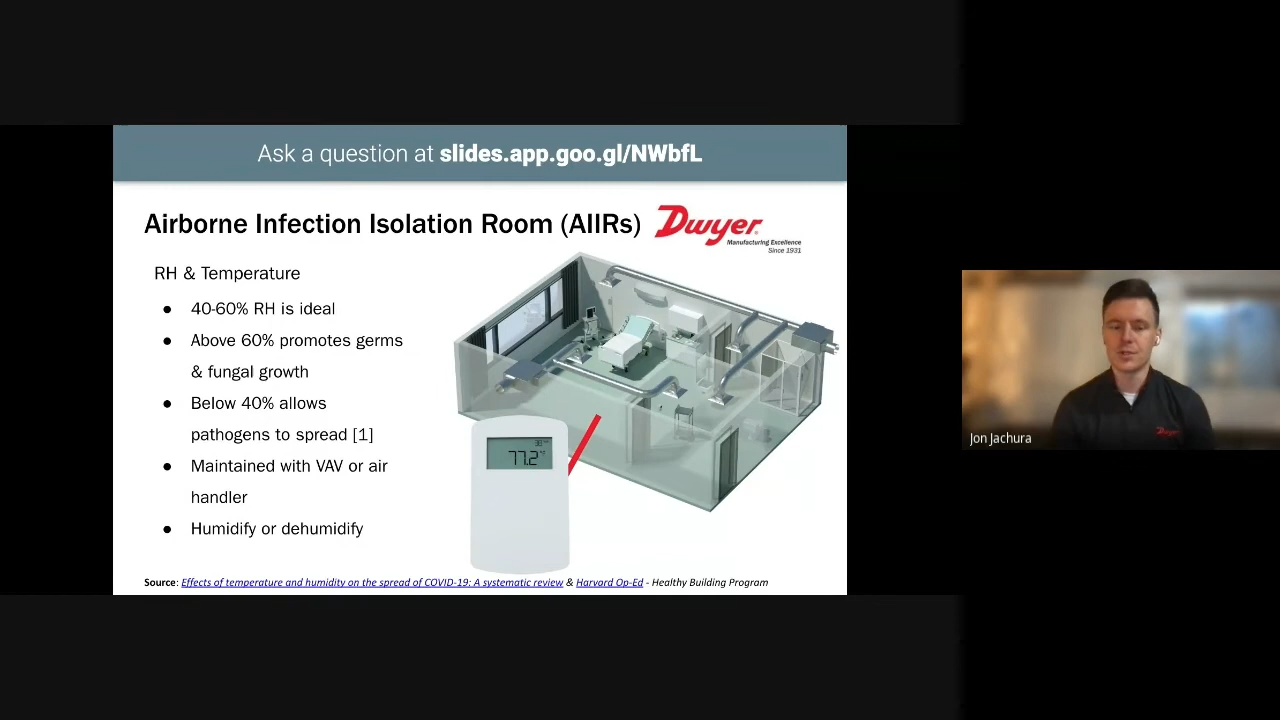 Ask a question at slides.app.goo.gl/NWbfL
Airborne Infection Isolation Room (AIIRs)
Dwyer
Manufacturing Excellence
Since 1931
RH & Temperature
● 40-60% RH is ideal
● Above 60% promotes germs
& fungal growth
● Below 40% allows
pathogens to spread [1]
● Maintained with VAV or air
handler
● Humidify or dehumidify
77.2
Source: Effects of temperature and humidity on the spread of COVID-19: A systematic review & Harvard Op-Ed - Healthy Building Program
Jon Jachura
Dwyer